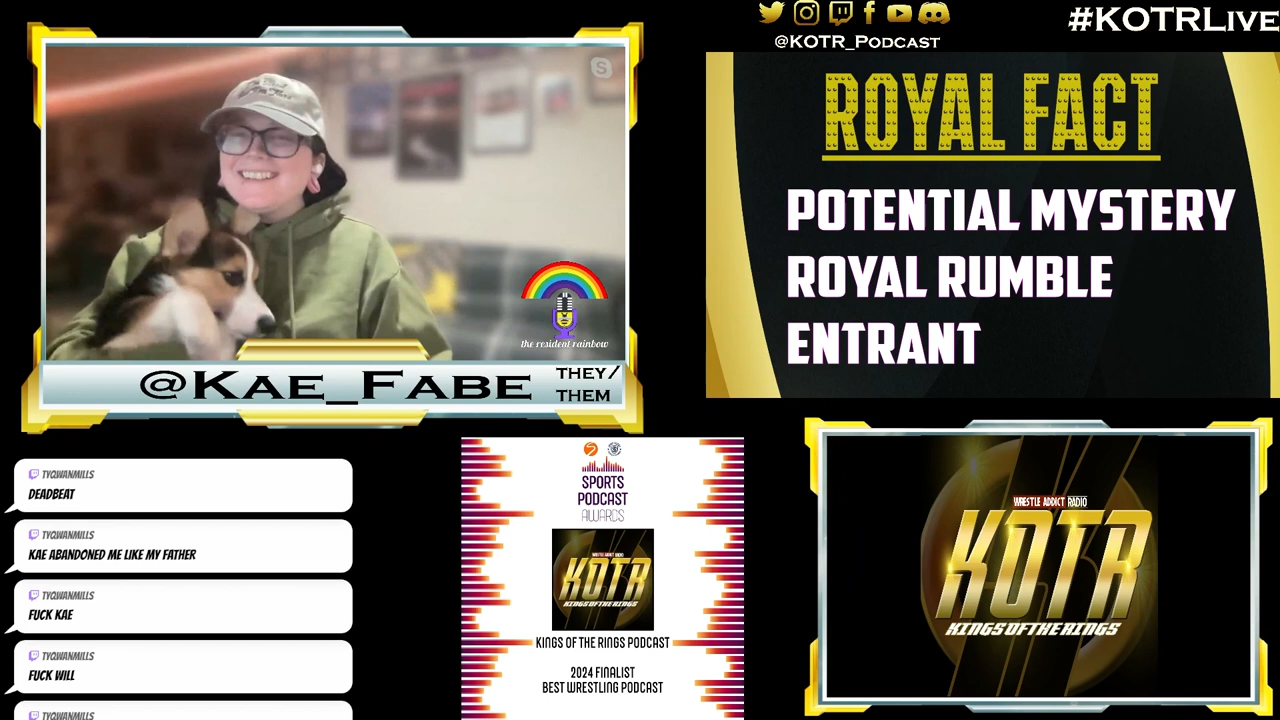 @KOTR_PODCAST
#KOTRLIVE
ROYAL FACT
POTENTIAL MYSTERY
ROYAL RUMBLE
ENTRANT
the resident rainbow
@KAE_FABE
THEY/
THEM
TYQWANMILLS
DEADBEAT
TYQWANMILLS
KAE ABANDONED ME LIKE MY FATHER
TYQWANMILLS
FUCK KAE
TYQWANMILLS
FUCK WILL
TYQWANMILLS
SPORTS
PODCAST
AWARDS
WRESTLE ADDICT RADIO
KOTR
KINGS OF THE RINGS
KINGS OF THE RINGS PODCAST
2024 FINALIST
BEST WRESTLING PODCAST
WRESTLE ADDICT RADIO
KOTR
KINGS OF THE RINGS